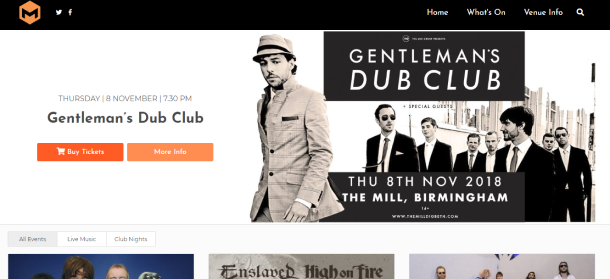 Home
What's On
Venue Info
THURSDAY | 8 NOVEMBER | 7.30 PM
Gentleman's Dub Club
Buy Tickets
More Info
GENTLEMAN'S
DUB CLUB
+ SPECIAL GUESTS
THU 8TH NOV 2018
THE MILL, BIRMINGHAM
14+
WWW.THEMILLDIGBETH.COM
All Events
Live Music
Club Nights
Enslaved High on Fire